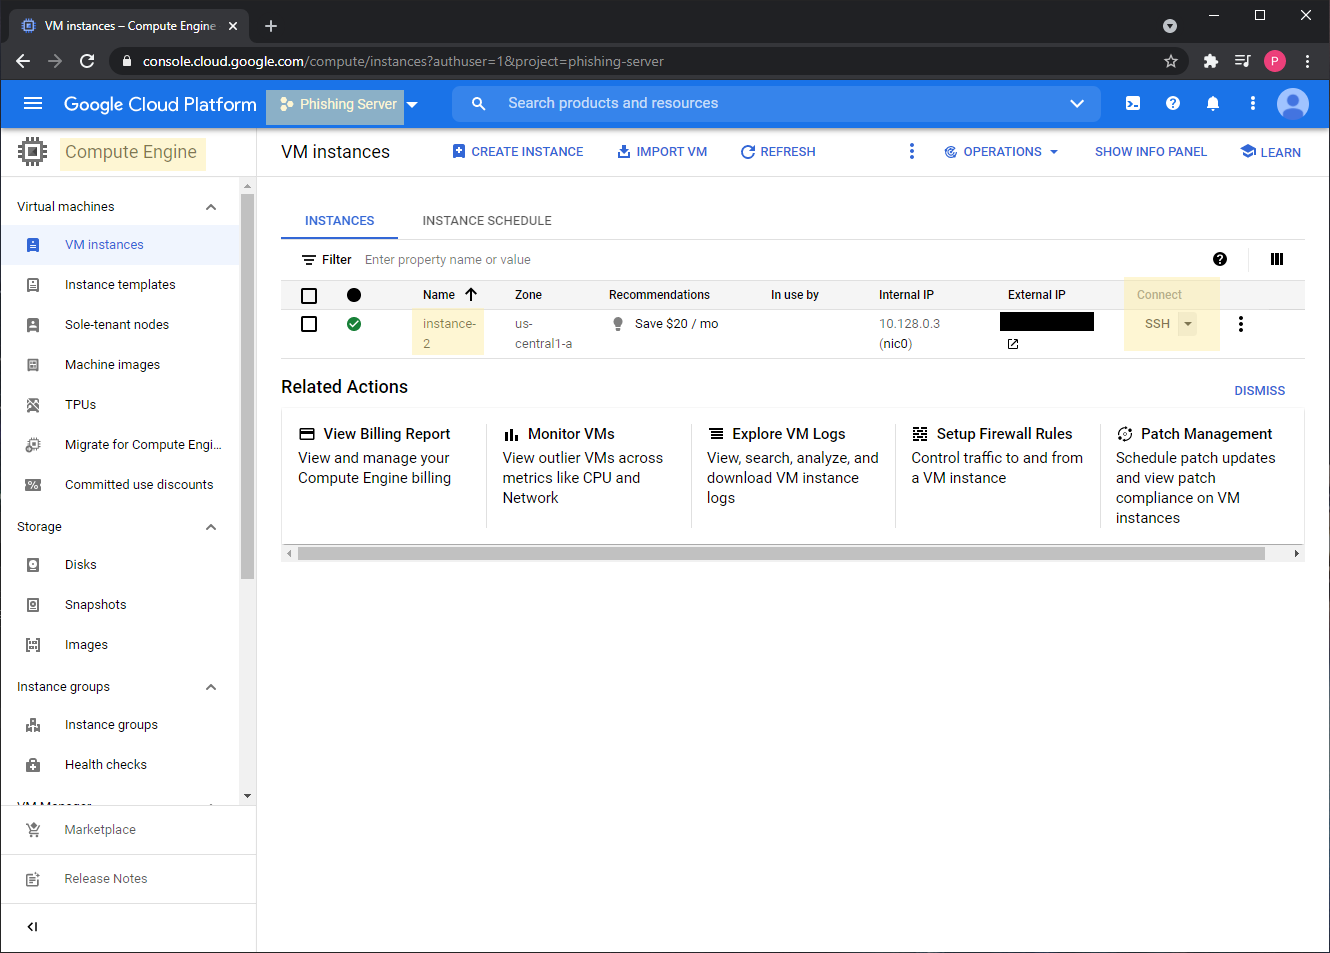 VM instances – Compute Engine
console.cloud.google.com/compute/instances?authuser=1&project=phishing-server
P
Google Cloud Platform
Phishing Server
Search products and resources
Compute Engine
VM instances
CREATE INSTANCE
IMPORT VM
REFRESH
OPERATIONS
SHOW INFO PANEL
LEARN
Virtual machines
VM instances
Instance templates
Sole-tenant nodes
Machine images
TPUs
Migrate for Compute Engi...
Committed use discounts
Storage
Disks
Snapshots
Images
Instance groups
Instance groups
Health checks
VM Manager
Marketplace
Release Notes
INSTANCES
INSTANCE SCHEDULE
Filter
Enter property name or value
Name
Zone
Recommendations
In use by
Internal IP
External IP
Connect
instance-
2
us-
central1-a
Save $20 / mo
10.128.0.3
(nic0)
SSH
Related Actions
DISMISS
View Billing Report
View and manage your
Compute Engine billing
Monitor VMs
View outlier VMs across
metrics like CPU and
Network
Explore VM Logs
View, search, analyze, and
download VM instance
logs
Setup Firewall Rules
Control traffic to and from
a VM instance
Patch Management
Schedule patch updates
and view patch
compliance on VM
instances